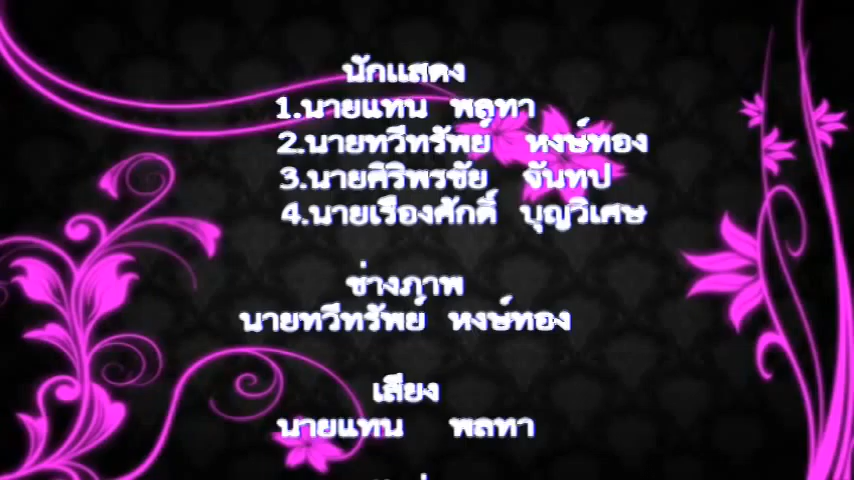 นักแสดง
1.นายแทน พลทา
2.นายทวีทรัพย์ หงษ์ทอง
3.นายศิริพรชัย จันทป
4.นายเรืองศักดิ์ บุญวิเศษ
ช่างภาพ
นายทวีทรัพย์ หงษ์ทอง
เสียง
นายแทน พลทา